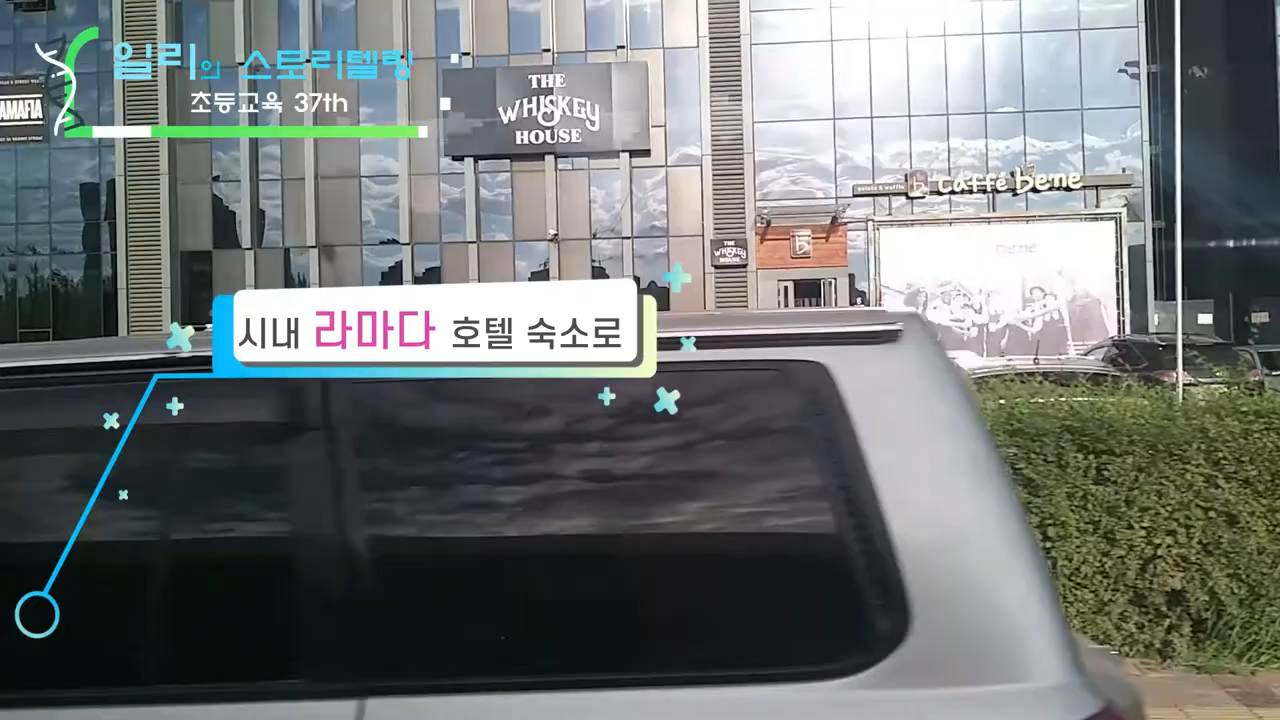 일리의 스토리텔링
초등교육 37th
AMAFIA
THE
WHISKEY
HOUSE
gelato & waffle b Caffé bene
THE
WHISKEY
HOUSE
b
bene
시내 라마다 호텔 숙소로